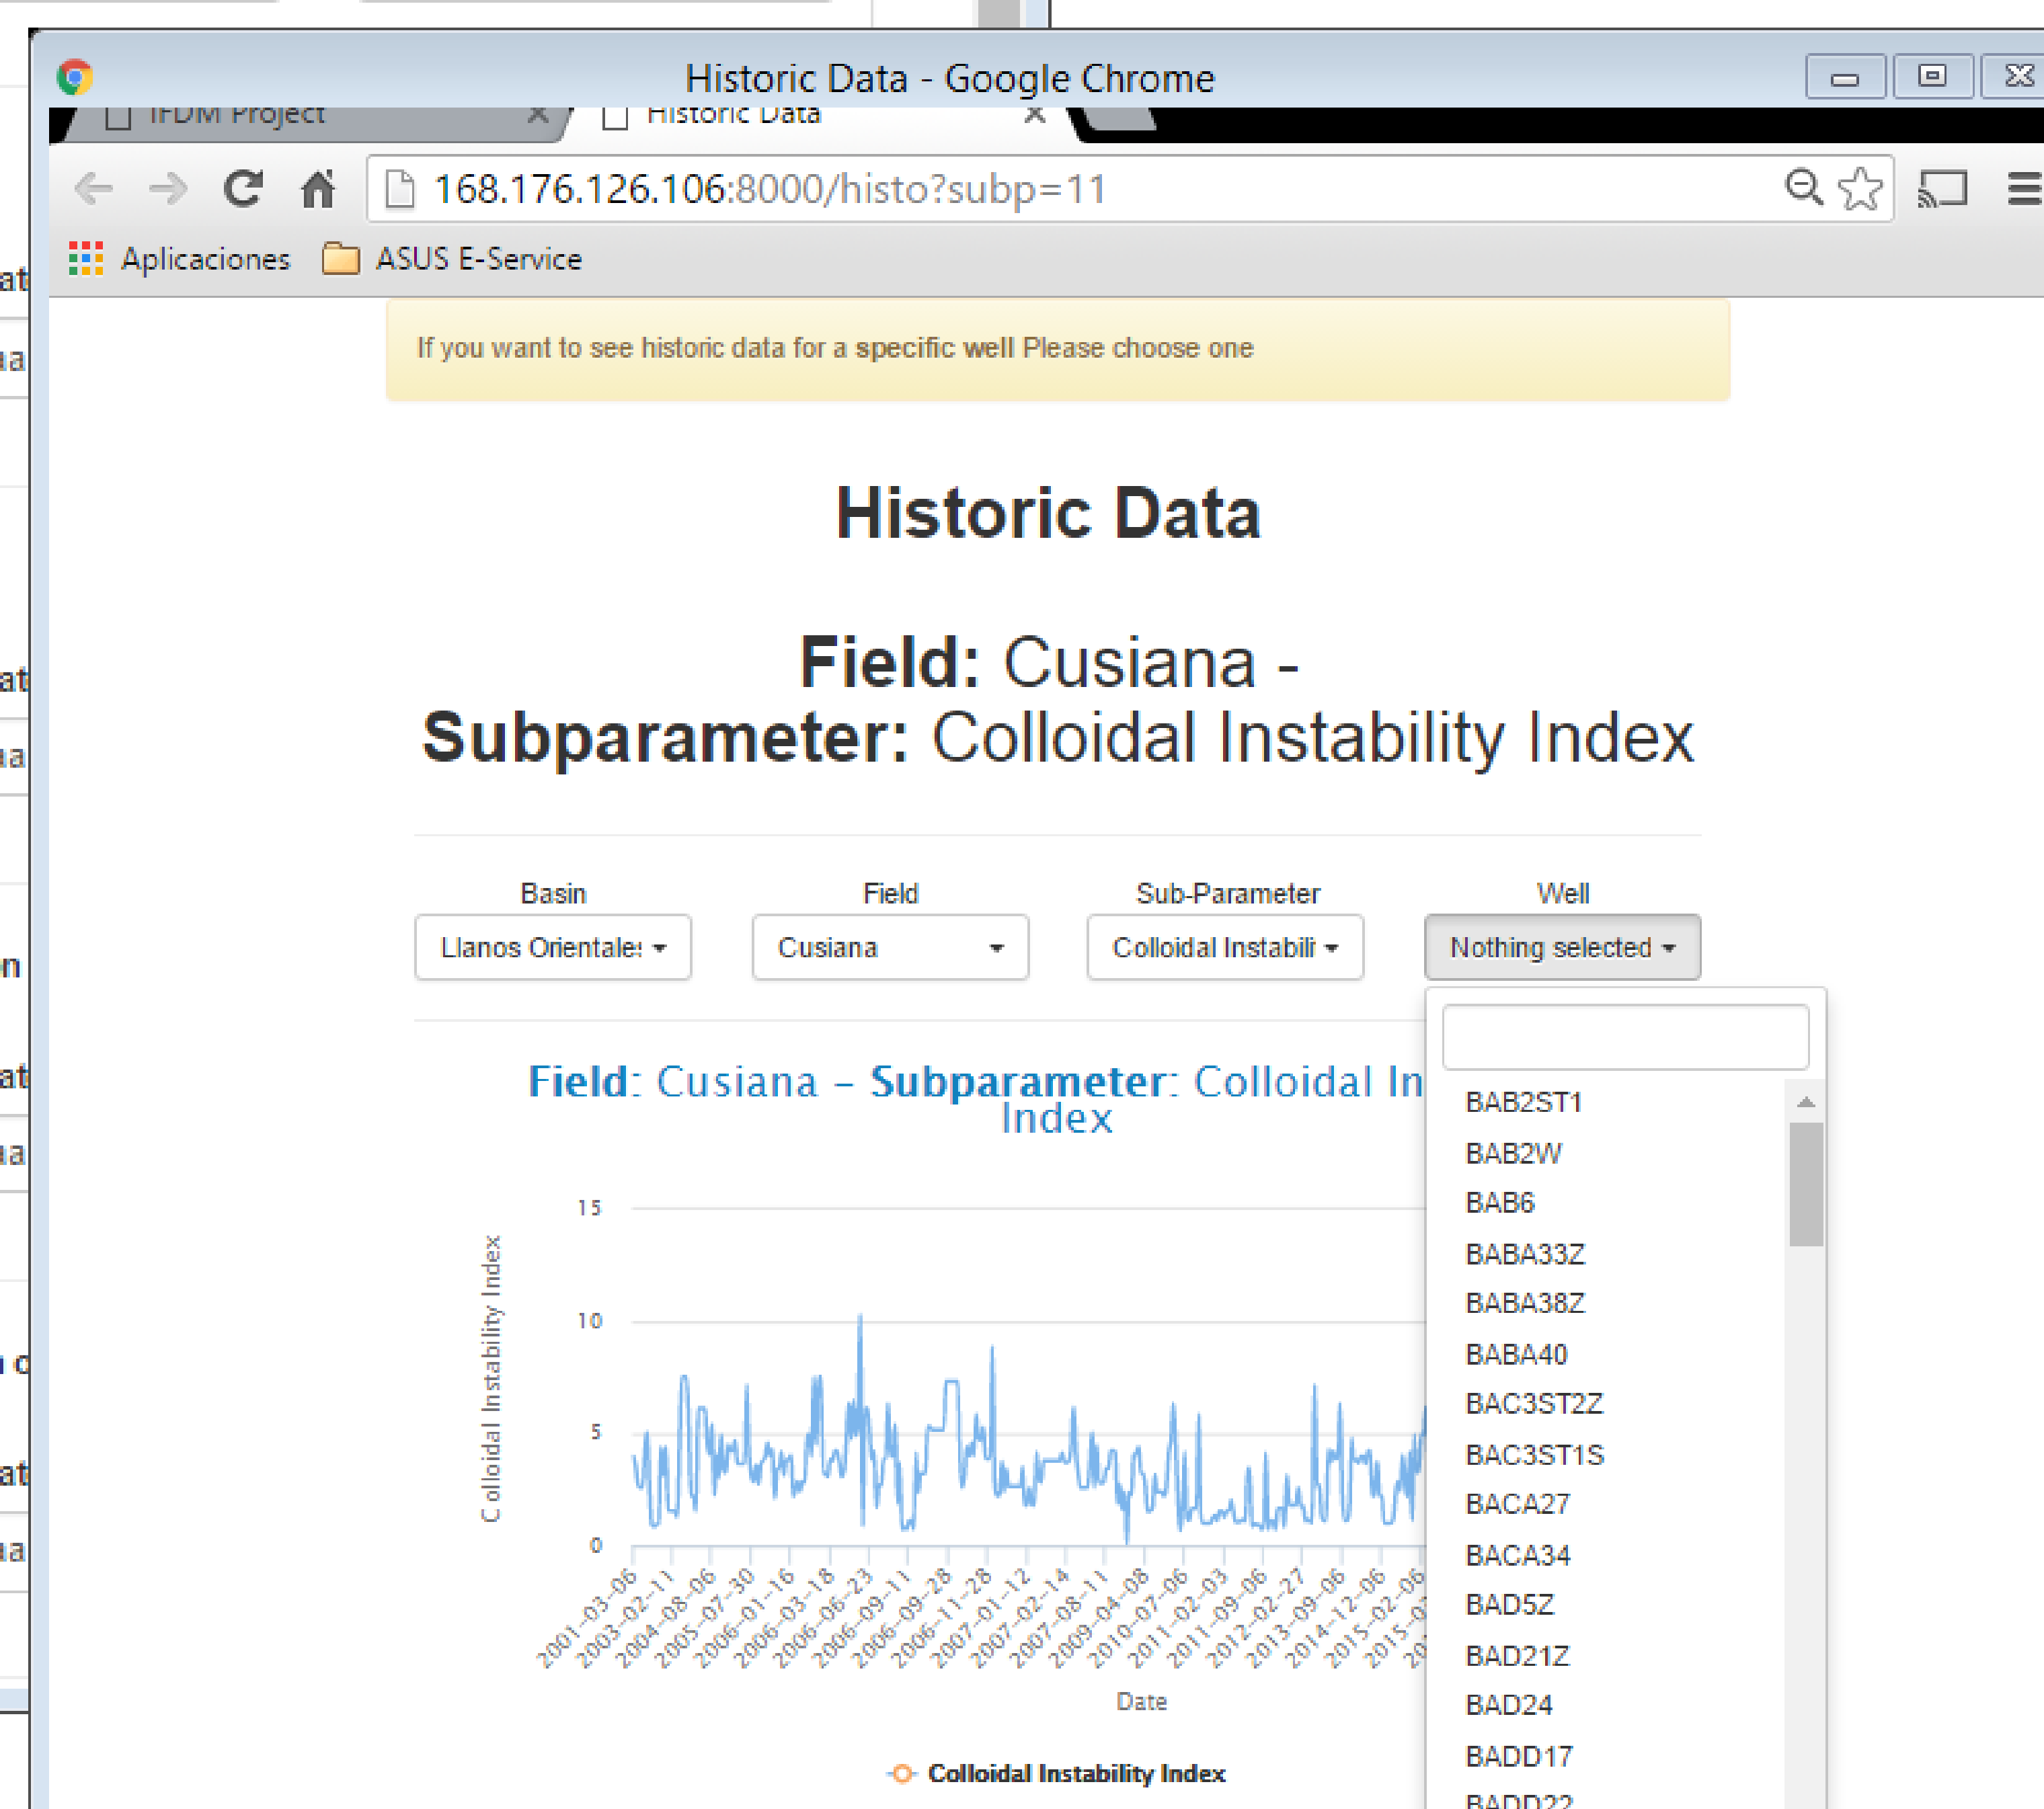 Historic Data - Google Chrome
IFDM Project
Historic Data
168.176.126.106:8000/histo?subp=11
Aplicaciones
ASUS E-Service
If you want to see historic data for a specific well Please choose one
Historic Data
Field: Cusiana -
Subparameter: Colloidal Instability Index
Basin
Field
Sub-Parameter
Well
Llanos Orientales
Cusiana
Colloidal Instabili
Nothing selected
Field: Cusiana – Subparameter: Colloidal In
Index
BAB2ST1
BAB2W
BAB6
BABA33Z
BABA38Z
BABA40
BAC3ST2Z
BAC3ST1S
BACA27
BACA34
BAD5Z
BAD21Z
BAD24
BADD17
BADD22
Colloidal Instability Index
15
10
5
0
2001-03-06
2003-02-11
2004-08-06
2005-07-30
2006-01-16
2006-03-18
2006-06-23
2006-09-11
2006-09-28
2006-11-28
2007-01-12
2007-02-14
2007-08-11
2009-04-08
2010-07-06
2011-02-03
2011-09-06
2012-02-27
2013-09-06
2014-12-06
2015-02-06
Date
Colloidal Instability Index